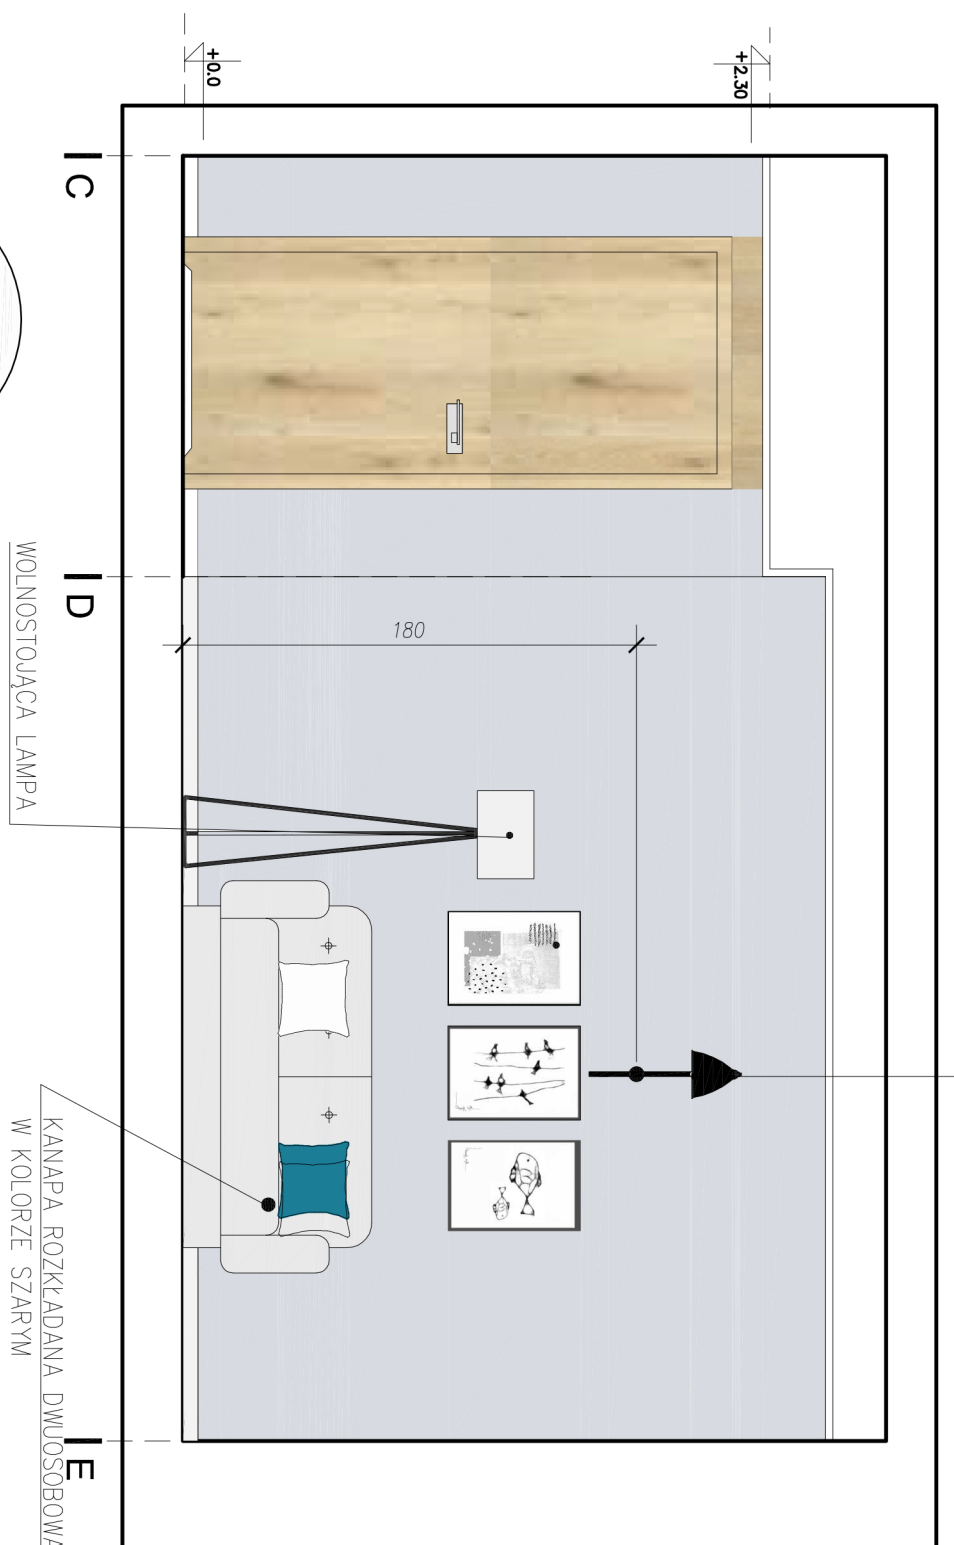 +0.0
+2.30
C
D
E
180
WOLNOSTOJĄCA LAMPA
KANAPA ROZKŁADANA DWUOSOBOWA
W KOLORZE SZARYM